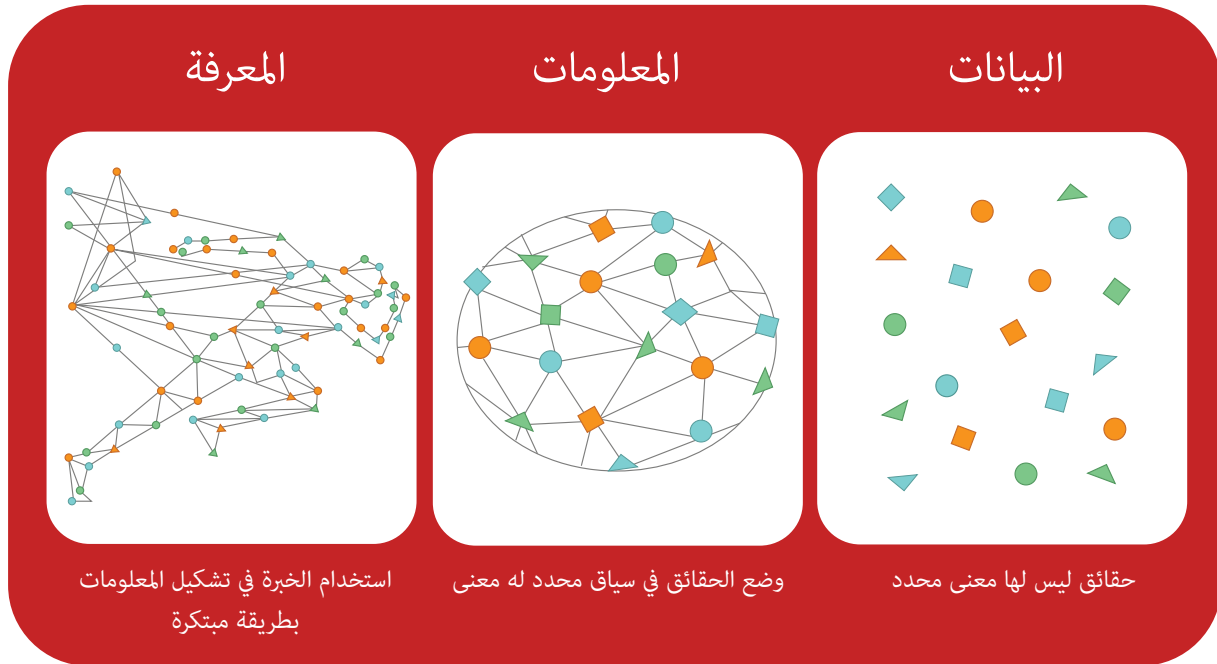 البيانات
المعلومات
المعرفة
حقائق ليس لها معنى محدد
وضع الحقائق في سياق محدد له معنى
استخدام الخبرة في تشكيل المعلومات
بطريقة مبتكرة